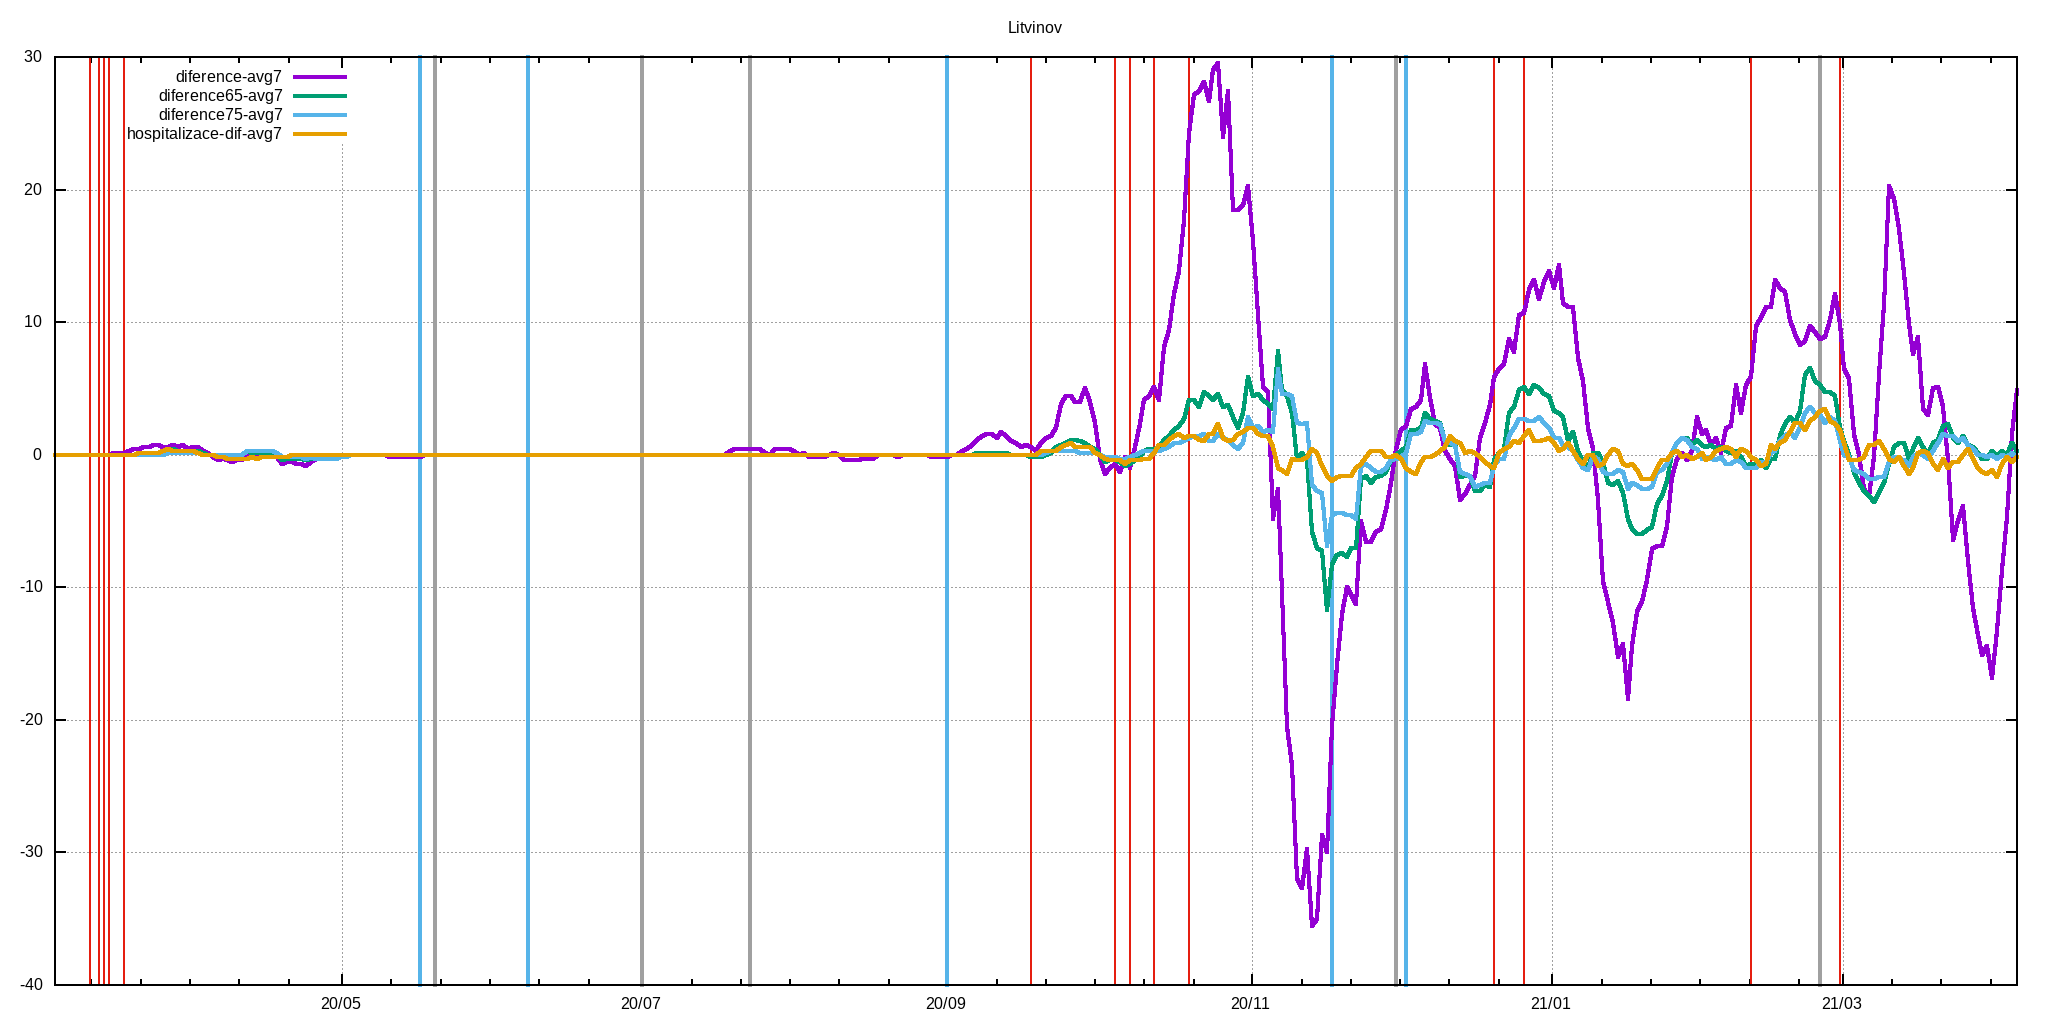 Litvinov
diference-avg7
diference65-avg7
diference75-avg7
hospitalizace-dif-avg7
30
20
10
0
-10
-20
-30
-40
20/05 20/07 20/09 20/11 21/01 21/03